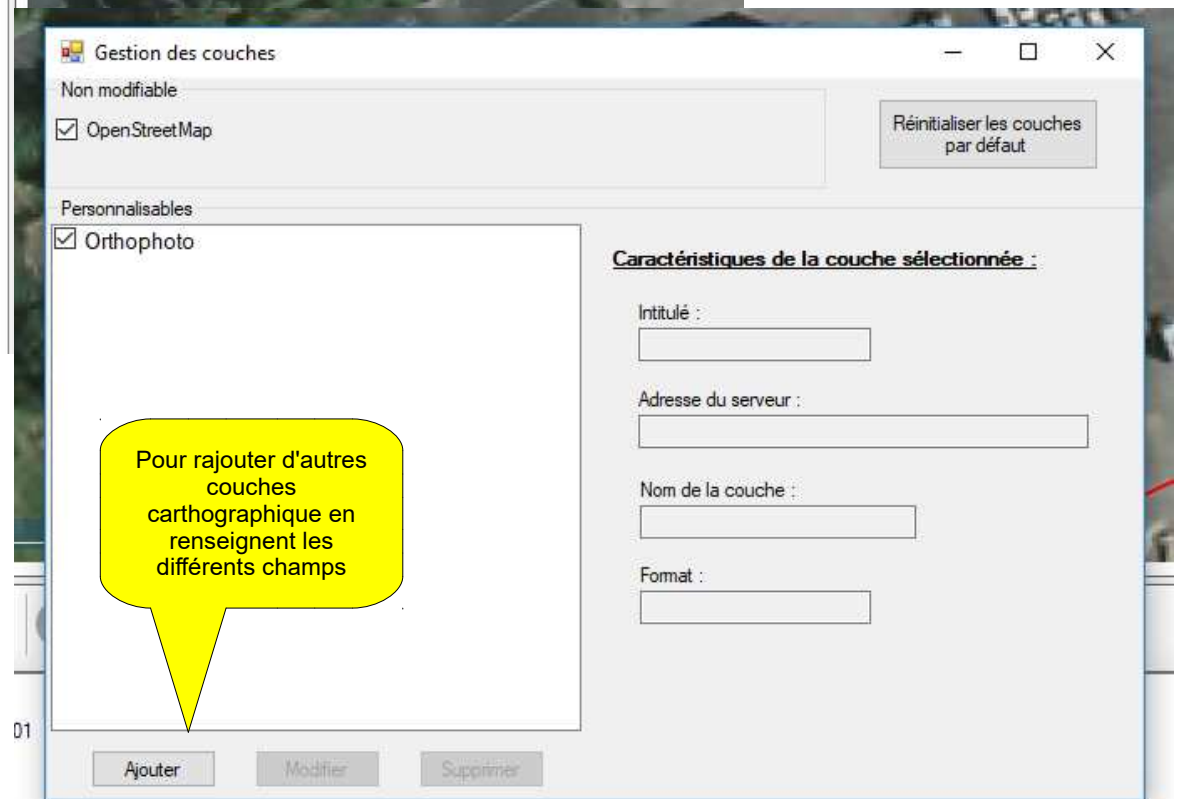 Gestion des couches
Non modifiable
OpenStreetMap
Réinitialiser les couches
par défaut
Personnalisables
Orthophoto
Caractéristiques de la couche sélectionnée :
Intitulé :
Adresse du serveur :
Nom de la couche :
Format :
Pour rajouter d'autres
couches
carthographique en
renseignent les
différents champs
01
Ajouter
Modifier
Supprimer